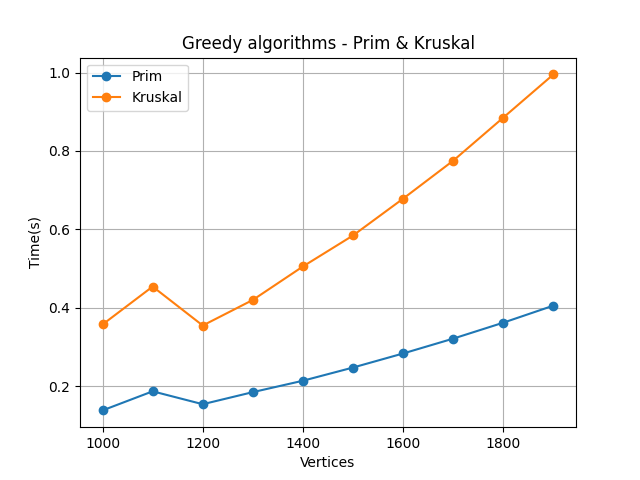 Greedy algorithms - Prim & Kruskal
Prim
Kruskal
1.0
0.8
0.6
0.4
0.2
Time(s)
1000 1200 1400 1600 1800
Vertices